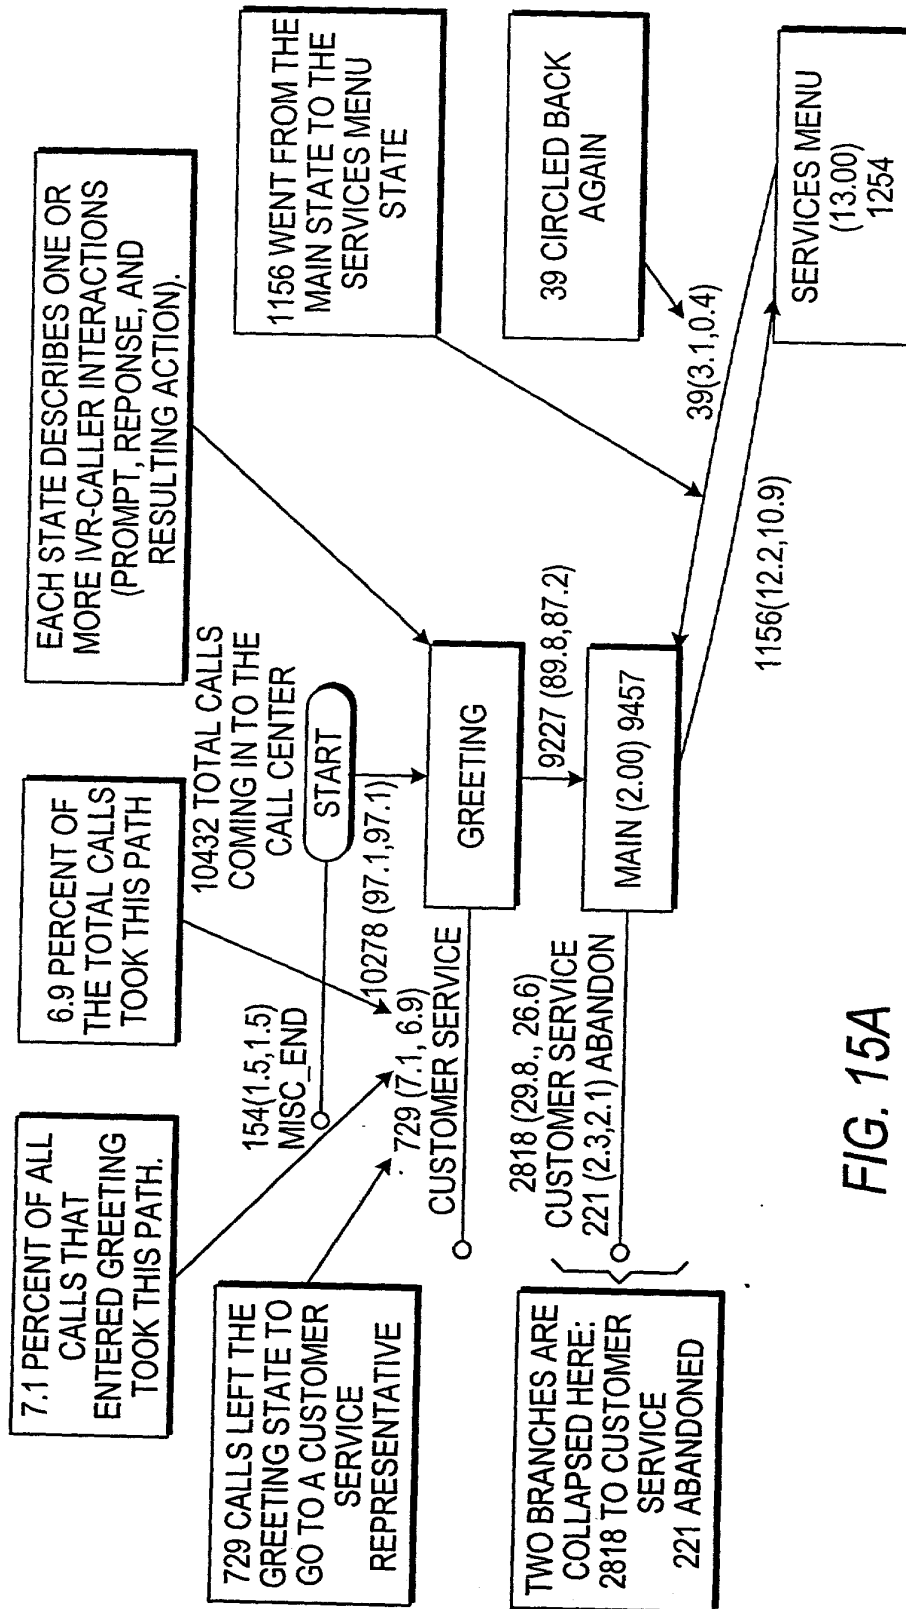 7.1 PERCENT OF ALL
CALLS THAT
ENTERED GREETING
TOOK THIS PATH.
6.9 PERCENT OF
THE TOTAL CALLS
TOOK THIS PATH
EACH STATE DESCRIBES ONE OR
MORE IVR-CALLER INTERACTIONS
(PROMPT, REPONSE, AND
RESULTING ACTION).
10432 TOTAL CALLS
COMING IN TO THE
CALL CENTER
START
154(1.5,1.5)
MISC_END
10278 (97.1,97.1)
729 CALLS LEFT THE
GREETING STATE TO
GO TO A CUSTOMER
SERVICE
REPRESENTATIVE
729 (7.1, 6.9)
CUSTOMER SERVICE
GREETING
1156 WENT FROM THE
MAIN STATE TO THE
SERVICES MENU
STATE
9227 (89.8,87.2)
TWO BRANCHES ARE
COLLAPSED HERE:
2818 TO CUSTOMER
SERVICE
221 ABANDONED
2818 (29.8., 26.6)
CUSTOMER SERVICE
221 (2.3,2.1) ABANDON
MAIN (2.00) 9457
39 CIRCLED BACK
AGAIN
39(3.1,0.4)
1156(12.2,10.9)
SERVICES MENU
(13.00)
1254
FIG. 15A